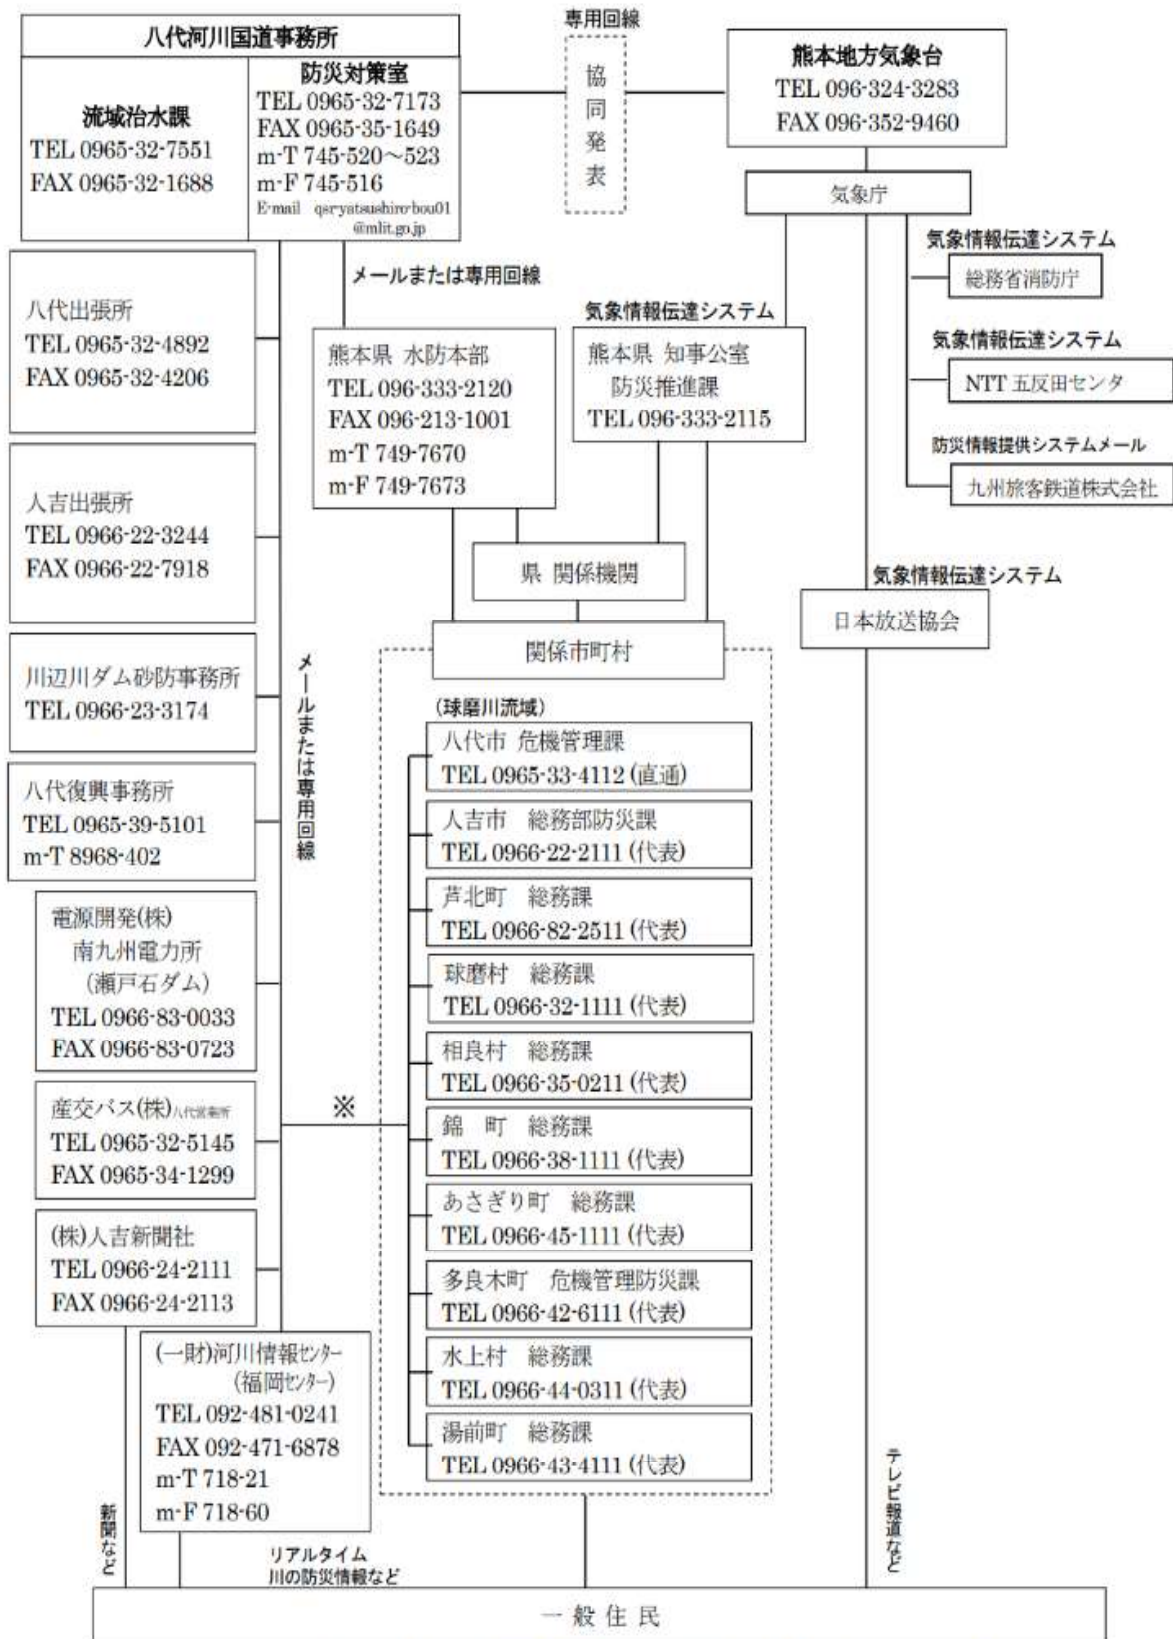 専用回線
協同発表
八代河川国道事務所
流域治水課
TEL 0965-32-7551
FAX 0965-32-1688
防災対策室
TEL 0965-32-7173
FAX 0965-35-1649
m-T 745-520～523
m-F 745-516
E-mail qsr-yatsushiro-bou01
@mlit.go.jp
熊本地方気象台
TEL 096-324-3283
FAX 096-352-9460
気象庁
気象情報伝達システム
総務省消防庁
気象情報伝達システム
NTT 五反田センタ
防災情報提供システムメール
九州旅客鉄道株式会社
気象情報伝達システム
日本放送協会
メールまたは専用回線
熊本県 水防本部
TEL 096-333-2120
FAX 096-213-1001
m-T 749-7670
m-F 749-7673
気象情報伝達システム
熊本県 知事公室
防災推進課
TEL 096-333-2115
県 関係機関
関係市町村
八代出張所
TEL 0965-32-4892
FAX 0965-32-4206
人吉出張所
TEL 0966-22-3244
FAX 0966-22-7918
川辺川ダム砂防事務所
TEL 0966-23-3174
八代復興事務所
TEL 0965-39-5101
m-T 8968-402
電源開発(株)
南九州電力所
(瀬戸石ダム)
TEL 0966-83-0033
FAX 0966-83-0723
産交バス(株)八代営業所
TEL 0965-32-5145
FAX 0965-34-1299
(株)人吉新聞社
TEL 0966-24-2111
FAX 0966-24-2113
(一財)河川情報ｾﾝﾀｰ
(福岡ｾﾝﾀｰ)
TEL 092-481-0241
FAX 092-471-6878
m-T 718-21
m-F 718-60
メールまたは専用回線
※
(球磨川流域)
八代市 危機管理課
TEL 0965-33-4112 (直通)
人吉市 総務部防災課
TEL 0966-22-2111 (代表)
芦北町 総務課
TEL 0966-82-2511 (代表)
球磨村 総務課
TEL 0966-32-1111 (代表)
相良村 総務課
TEL 0966-35-0211 (代表)
錦 町 総務課
TEL 0966-38-1111 (代表)
あさぎり町 総務課
TEL 0966-45-1111 (代表)
多良木町 危機管理防災課
TEL 0966-42-6111 (代表)
水上村 総務課
TEL 0966-44-0311 (代表)
湯前町 総務課
TEL 0966-43-4111 (代表)
新聞など
リアルタイム
川の防災情報など
テレビ報道など
一 般 住 民